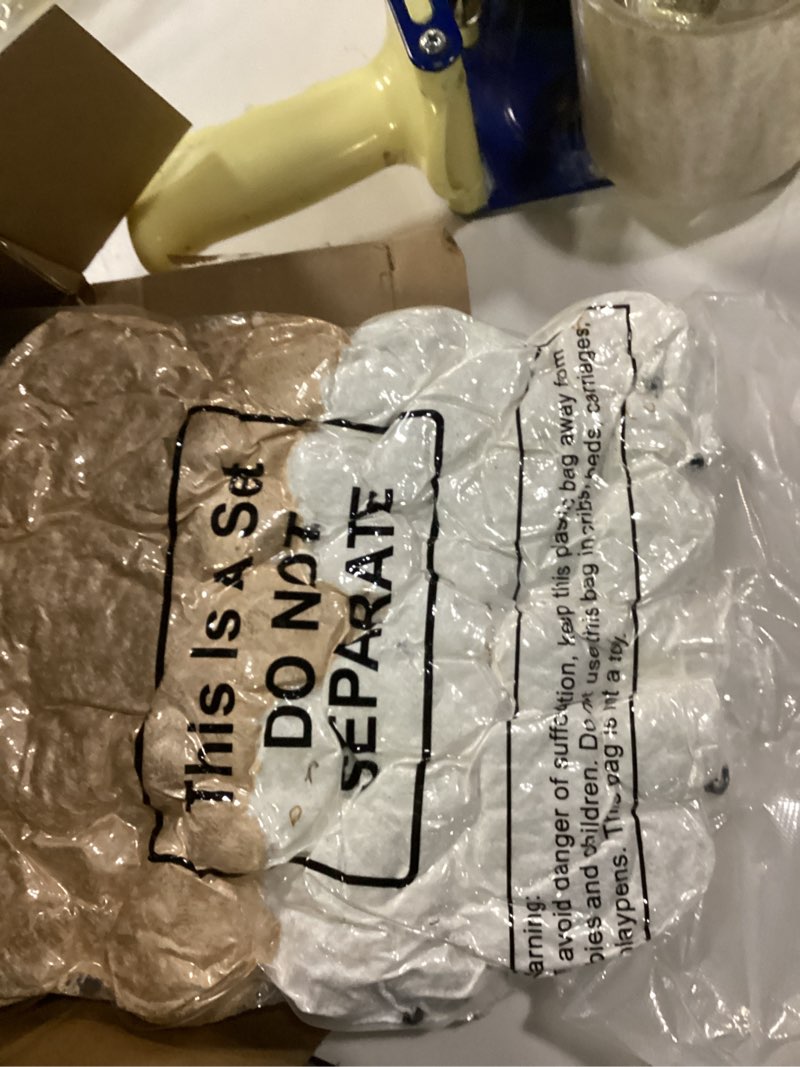 This Is A Set
DO NOT
SEPARATE
arning:
avoid danger of suffcation, keep this plastic bag away from
bies and children. Do not use this bag in cribs, beds, carriages,
playpens. This bag is not a toy.